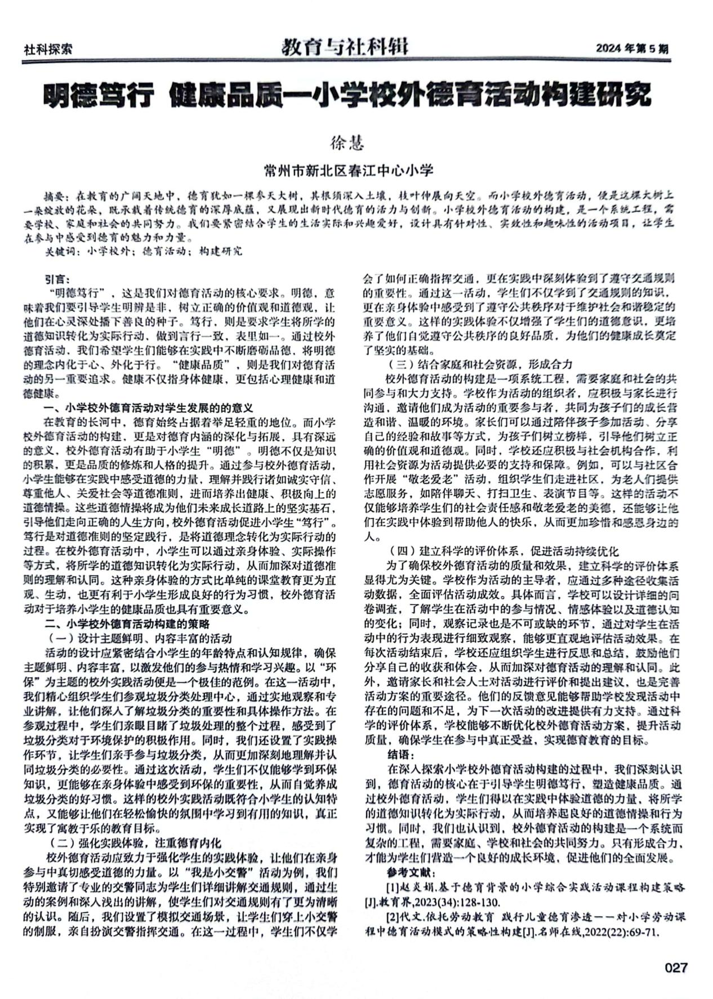 社科探索
教育与社科辑
2024 年第 5 期
明德笃行 健康品质—小学校外德育活动构建研究
徐慧
常州市新北区春江中心小学
摘要：在教育的广阔天地中，德育犹如一棵参天大树，其根须深入土壤，枝叶伸展向天空。而小学校外德育活动，便是这棵大树上
一朵绽放的花朵，既承载着传统德育的深厚底蕴，又展现出新时代德育的活力与创新。小学校外德育活动的构建，是一个系统工程，需
要学校、家庭和社会的共同努力。我们要紧密结合学生的生活实际和兴趣爱好，设计具有针对性、实效性和趣味性的活动项目，让学生
在参与中感受到德育的魅力和力量。
关键词：小学校外；德育活动；构建研究
引言：
“明德笃行”，这是我们对德育活动的核心要求。明德，意
味着我们要引导学生明辨是非，树立正确的价值观和道德观，让
他们在心灵深处播下善良的种子。笃行，则是要求学生将所学的
道德知识转化为实际行动，做到言行一致，表里如一。通过校外
德育活动，我们希望学生们能够在实践中不断磨砺品德，将明德
的理念内化于心、外化于行。“健康品质”，则是我们对德育活
动的另一重要追求。健康不仅指身体健康，更包括心理健康和道
德健康。
一、小学校外德育活动对学生发展的的意义
在教育的长河中，德育始终占据着举足轻重的地位。而小学
校外德育活动的构建，更是对德育内涵的深化与拓展，具有深远
的意义，校外德育活动有助于小学生“明德”。明德不仅是知识
的积累，更是品质的修炼和人格的提升。通过参与校外德育活动，
小学生能够在实践中感受道德的力量，理解并践行诸如诚实守信、
尊重他人、关爱社会等道德准则，进而培养出健康、积极向上的
道德情操。这些道德情操将成为他们未来成长道路上的坚实基石，
引导他们走向正确的人生方向，校外德育活动促进小学生“笃行”。
笃行是对道德准则的坚定践行，是将道德理念转化为实际行动的
过程。在校外德育活动中，小学生可以通过亲身体验、实际操作
等方式，将所学的道德知识转化为实际行动，从而加深对道德准
则的理解和认同。这种亲身体验的方式比单纯的课堂教育更为直
观、生动，也更有利于小学生形成良好的行为习惯，校外德育活
动对于培养小学生的健康品质也具有重要意义。
二、小学校外德育活动构建的策略
（一）设计主题鲜明、内容丰富的活动
活动的设计应紧密结合小学生的年龄特点和认知规律，确保
主题鲜明、内容丰富，以激发他们的参与热情和学习兴趣。以“环
保”为主题的校外实践活动便是一个极佳的范例。在这一活动中，
我们精心组织学生们参观垃圾分类处理中心，通过实地观察和专
业讲解，让他们深入了解垃圾分类的重要性和具体操作方法。在
参观过程中，学生们亲眼目睹了垃圾处理的整个过程，感受到了
垃圾分类对于环境保护的积极作用。同时，我们还设置了实践操
作环节，让学生们亲手参与垃圾分类，从而更加深刻地理解并认
同垃圾分类的必要性。通过这次活动，学生们不仅能够学到环保
知识，更能够在亲身体验中感受到环保的重要性，从而自觉养成
垃圾分类的好习惯。这样的校外实践活动既符合小学生的认知特
点，又能够让他们在轻松愉快的氛围中学习到有用的知识，真正
实现了寓教于乐的教育目标。
（二）强化实践体验，注重德育内化
校外德育活动应致力于强化学生的实践体验，让他们在亲身
参与中真切感受道德的力量。以“我是小交警”活动为例，我们
特别邀请了专业的交警同志为学生们详细讲解交通规则，通过生
动的案例和深入浅出的讲解，使学生们对交通规则有了更为清晰
的认识。随后，我们设置了模拟交通场景，让学生们穿上小交警
的制服，亲自扮演交警指挥交通。在这一过程中，学生们不仅学
会了如何正确指挥交通，更在实践中深刻体验到了遵守交通规则
的重要性。通过这一活动，学生们不仅学到了交通规则的知识，
更在亲身体验中感受到了遵守公共秩序对于维护社会和谐稳定的
重要意义。这样的实践体验不仅增强了学生们的道德意识，更培
养了他们自觉遵守公共秩序的良好品质，为他们的健康成长奠定
了坚实的基础。
（三）结合家庭和社会资源，形成合力
校外德育活动的构建是一项系统工程，需要家庭和社会的共
同参与和大力支持。学校作为活动的组织者，应积极与家长进行
沟通，邀请他们成为活动的重要参与者，共同为孩子们的成长营
造和谐、温暖的环境。家长们可以通过陪伴孩子参加活动、分享
自己的经验和故事等方式，为孩子们树立榜样，引导他们树立正
确的价值观和道德观。同时，学校还应积极与社会机构合作，利
用社会资源为活动提供必要的支持和保障。例如，可以与社区合
作开展“敬老爱老”活动，组织学生们走进社区，为老人们提供
志愿服务，如陪伴聊天、打扫卫生、表演节目等。这样的活动不
仅能够培养学生们的社会责任感和敬老爱老的美德，还能够让他
们在实践中体验到帮助他人的快乐，从而更加珍惜和感恩身边的
人。
（四）建立科学的评价体系，促进活动持续优化
为了确保校外德育活动的质量和效果，建立科学的评价体系
显得尤为关键。学校作为活动的主导者，应通过多种途径收集活
动数据，全面评估活动成效。具体而言，学校可以设计详细的问
卷调查，了解学生在活动中的参与情况、情感体验以及道德认知
的变化；同时，观察记录也是不可或缺的环节，通过对学生在活
动中的行为表现进行细致观察，能够更直观地评估活动效果。在
每次活动结束后，学校还应组织学生进行反思和总结，鼓励他们
分享自己的收获和体会，从而加深对德育活动的理解和认同。此
外，邀请家长和社会人士对活动进行评价和提出建议，也是完善
活动方案的重要途径。他们的反馈意见能够帮助学校发现活动中
存在的问题和不足，为下一次活动的改进提供有力支持。通过科
学的评价体系，学校能够不断优化校外德育活动方案，提升活动
质量，确保学生在参与中真正受益，实现德育教育的目标。
结语：
在深入探索小学校外德育活动构建的过程中，我们深刻认识
到，德育活动的核心在于引导学生明德笃行，塑造健康品质。通
过校外德育活动，学生们得以在实践中体验道德的力量，将所学
的道德知识转化为实际行动，从而培养起良好的道德情操和行为
习惯。同时，我们也认识到，校外德育活动的构建是一个系统而
复杂的工程，需要家庭、学校和社会的共同努力。只有形成合力，
才能为学生们营造一个良好的成长环境，促进他们的全面发展。
参考文献：
[1]赵炎娟.基于德育背景的小学综合实践活动课程构建策略
[J].教育界,2023(34):128-130.
[2]代文.依托劳动教育 践行儿童德育渗透——对小学劳动课
程中德育活动模式的策略性构建[J].名师在线,2022(22):69-71.
027